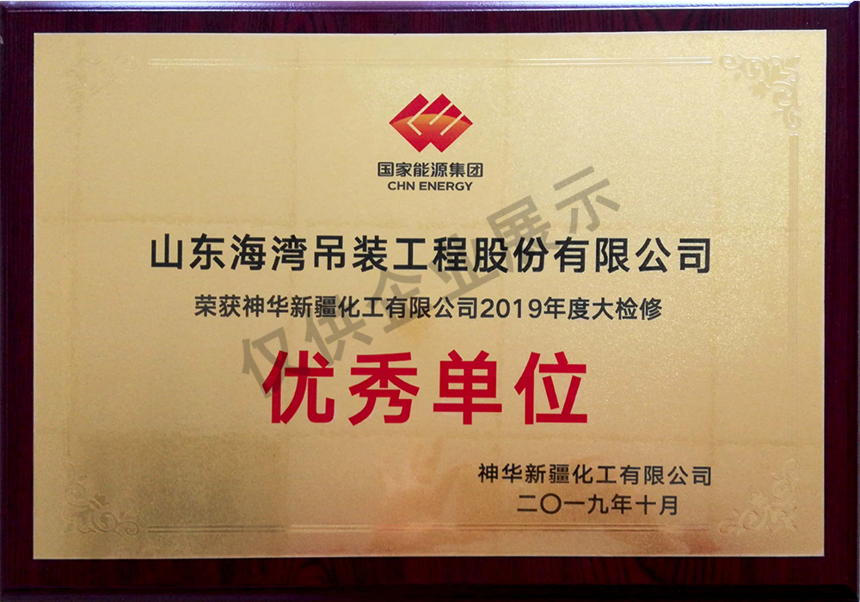 国家能源集团
CHN ENERGY
山东海湾吊装工程股份有限公司
荣获神华新疆化工有限公司2019年度大检修
优秀单位
仅供企业展示
神华新疆化工有限公司
二〇一九年十月